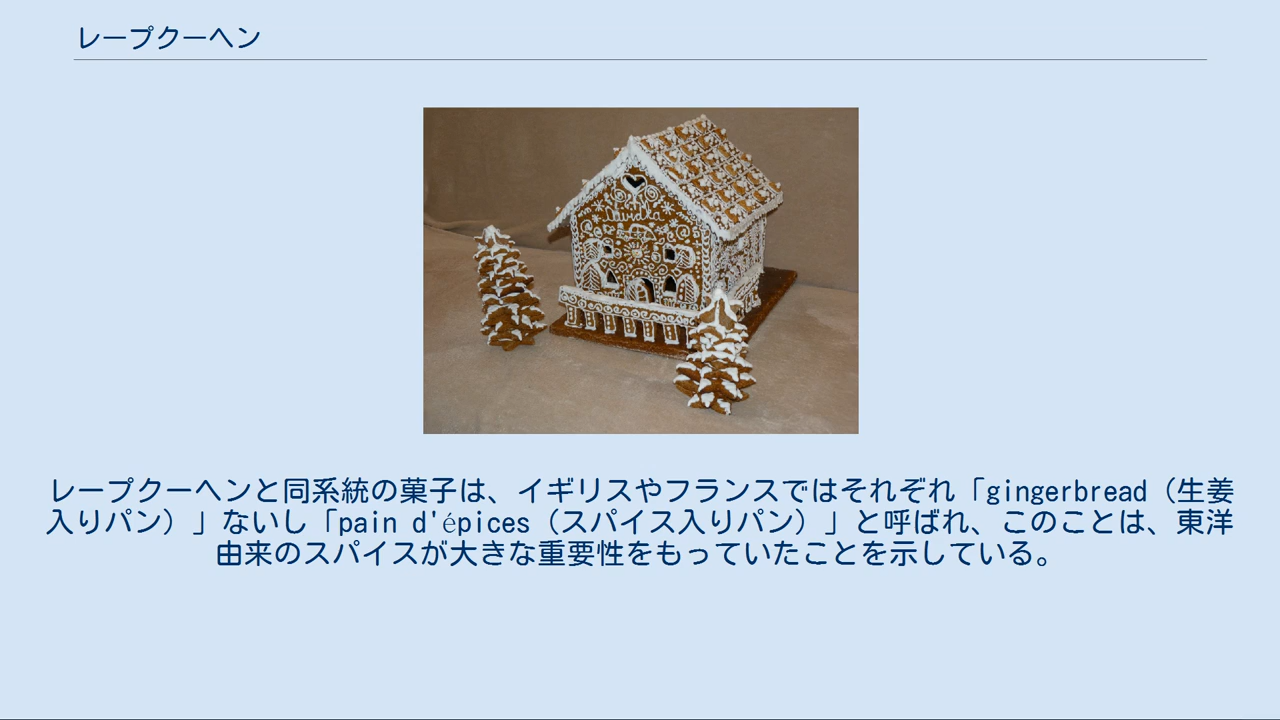 レープクーヘン
レープクーヘンと同系統の菓子は、イギリスやフランスではそれぞれ「gingerbread（生姜
入りパン）」ないし「pain d'épices（スパイス入りパン）」と呼ばれ、このことは、東洋
由来のスパイスが大きな重要性をもっていたことを示している。